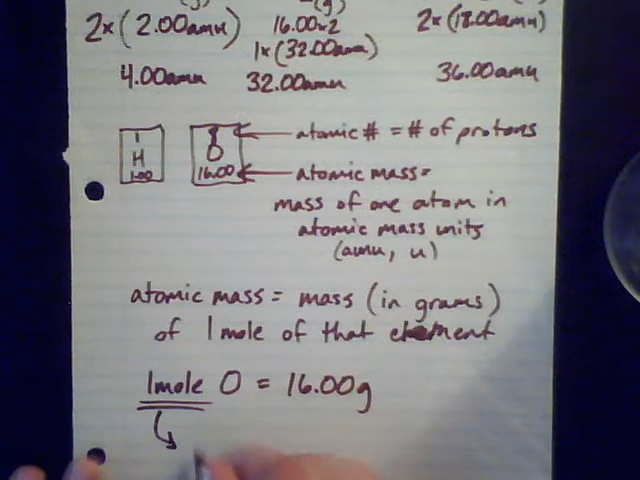 (g)
2x(2.00amu) 16.00x2 2x(18.00amu)
1x(32.00amu)
4.00amu 32.00amu 36.00amu
1 8 atomic # = # of protons
H O
1.00 16.00 atomic mass=
mass of one atom in
atomic mass units
(amu, u)
atomic mass = mass (in grams)
of 1 mole of that element
1mole O = 16.00g